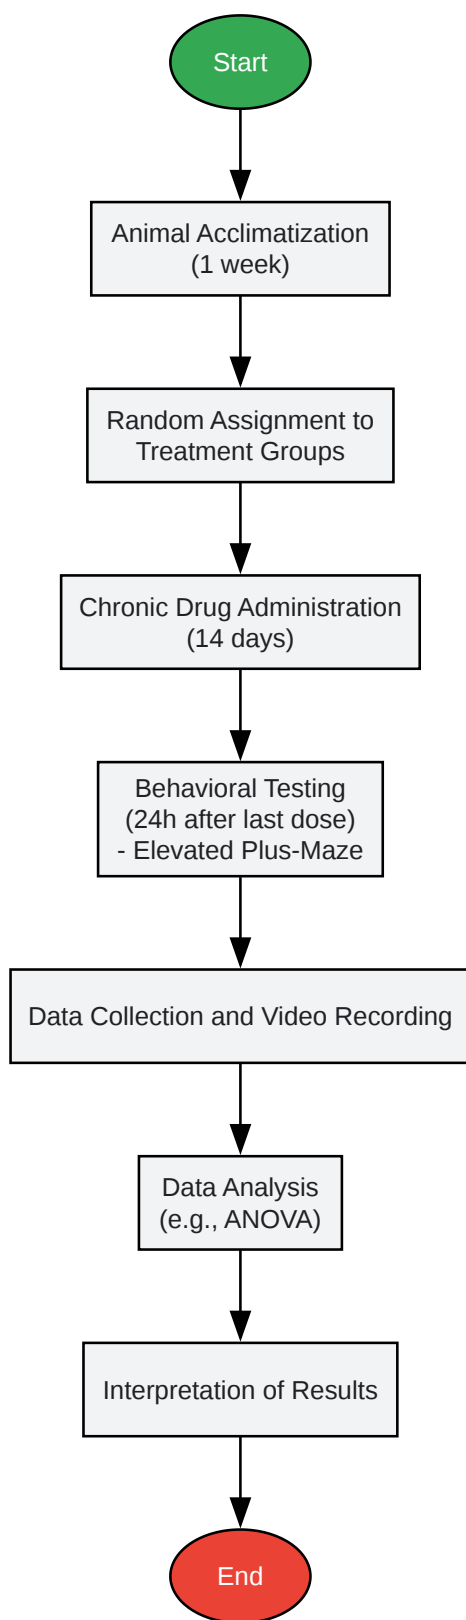 Start
Animal Acclimatization
(1 week)
Random Assignment to
Treatment Groups
Chronic Drug Administration
(14 days)
Behavioral Testing
(24h after last dose)
- Elevated Plus-Maze
Data Collection and Video Recording
Data Analysis
(e.g., ANOVA)
Interpretation of Results
End